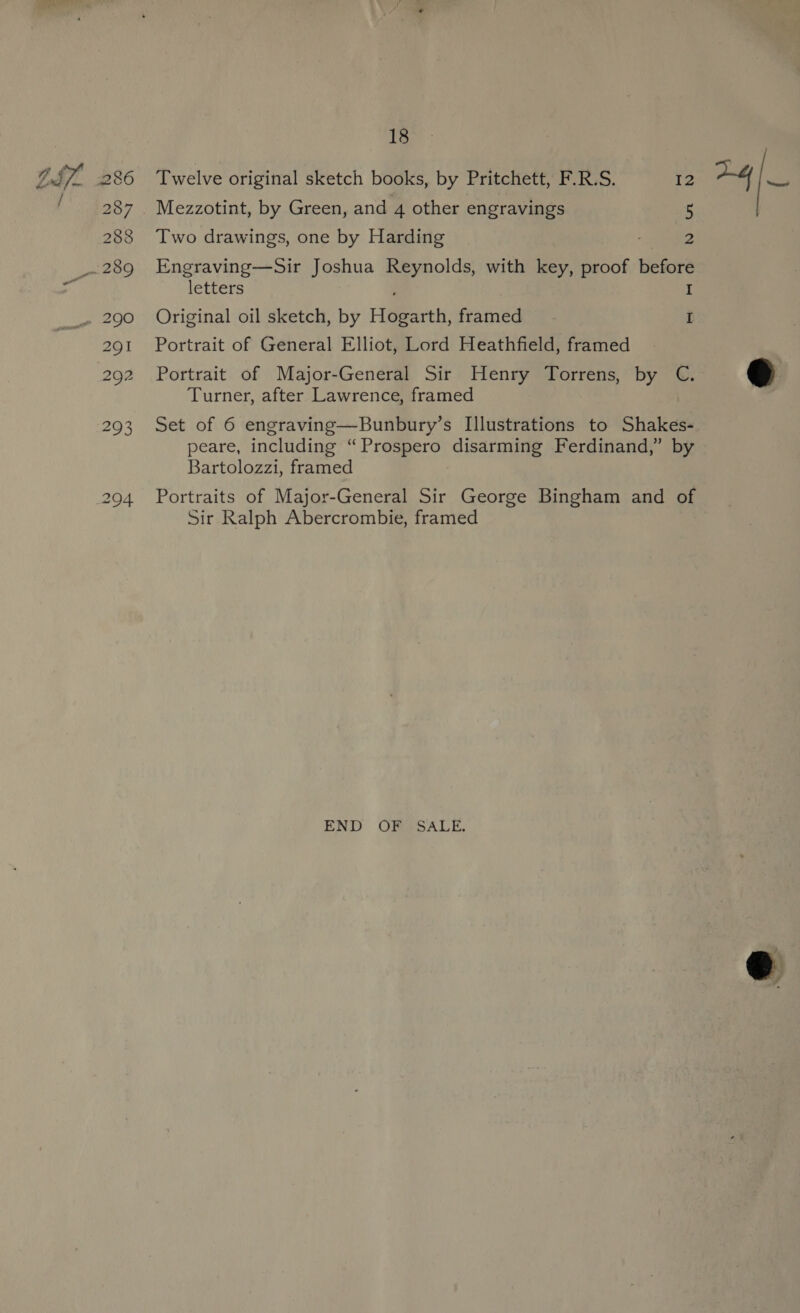 18
286 Twelve original sketch books, by Pritchett, F.R.S. 12 24/-
287 Mezzotint, by Green, and 4 other engravings 5
288 Two drawings, one by Harding 2
289 Engraving—Sir Joshua Reynolds, with key, proof before
letters 1
290 Original oil sketch, by Hogarth, framed 1
291 Portrait of General Elliot, Lord Heathfield, framed
292 Portrait of Major-General Sir Henry Torrens, by C.
Turner, after Lawrence, framed
293 Set of 6 engraving—Bunbury's Illustrations to Shakes-
peare, including “Prospero disarming Ferdinand,” by
Bartolozzi, framed
294 Portraits of Major-General Sir George Bingham and of
Sir Ralph Abercrombie, framed
END OF SALE.